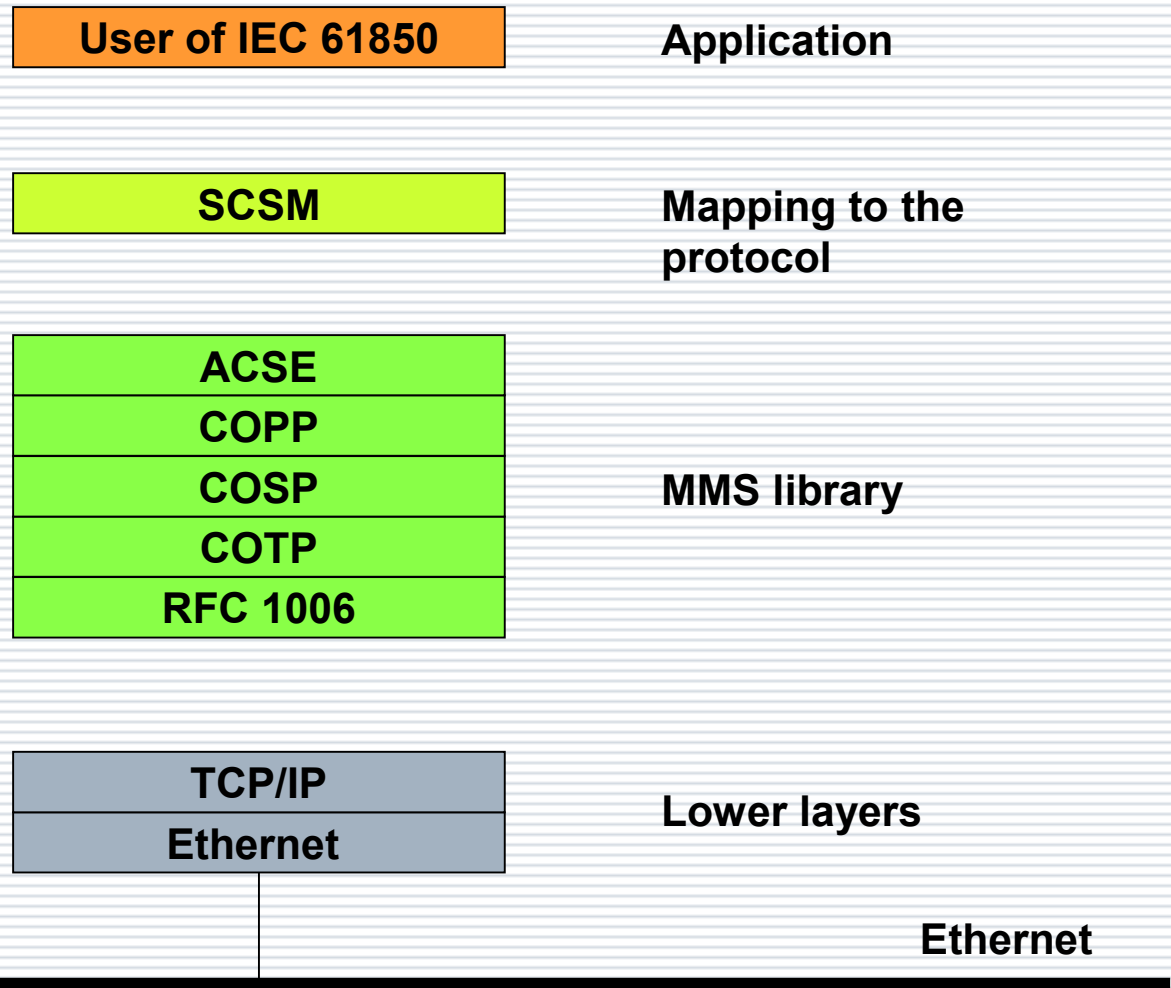 User of IEC 61850
Application
SCSM
Mapping to the
protocol
ACSE
COPP
COSP
MMS library
COTP
RFC 1006
TCP/IP
Lower layers
Ethernet
Ethernet